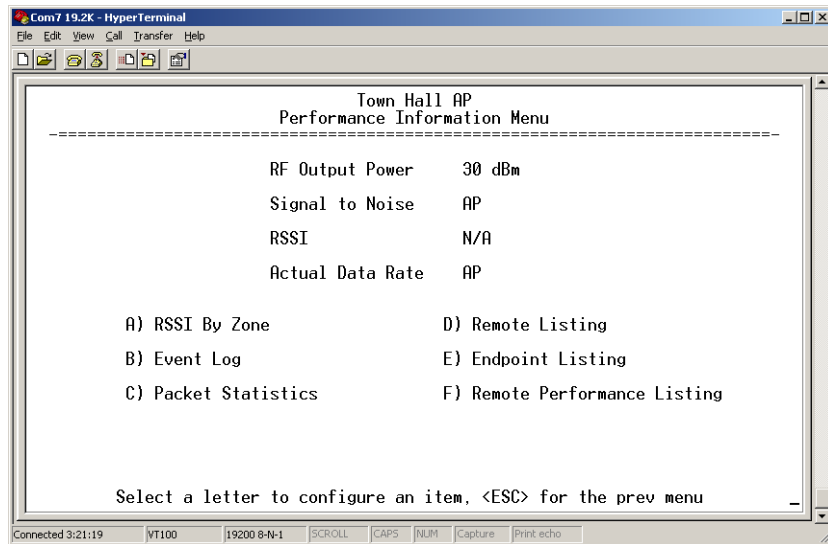 Com7 19.2K - HyperTerminal
File Edit View Call Transfer Help
Town Hall AP
Performance Information Menu
-==========================================================================-
RF Output Power 30 dBm
Signal to Noise AP
RSSI N/A
Actual Data Rate AP
A) RSSI By Zone D) Remote Listing
B) Event Log E) Endpoint Listing
C) Packet Statistics F) Remote Performance Listing
Select a letter to configure an item, <ESC> for the prev menu _
Connected 3:21:19 VT100 19200 8-N-1 SCROLL CAPS NUM Capture Print echo